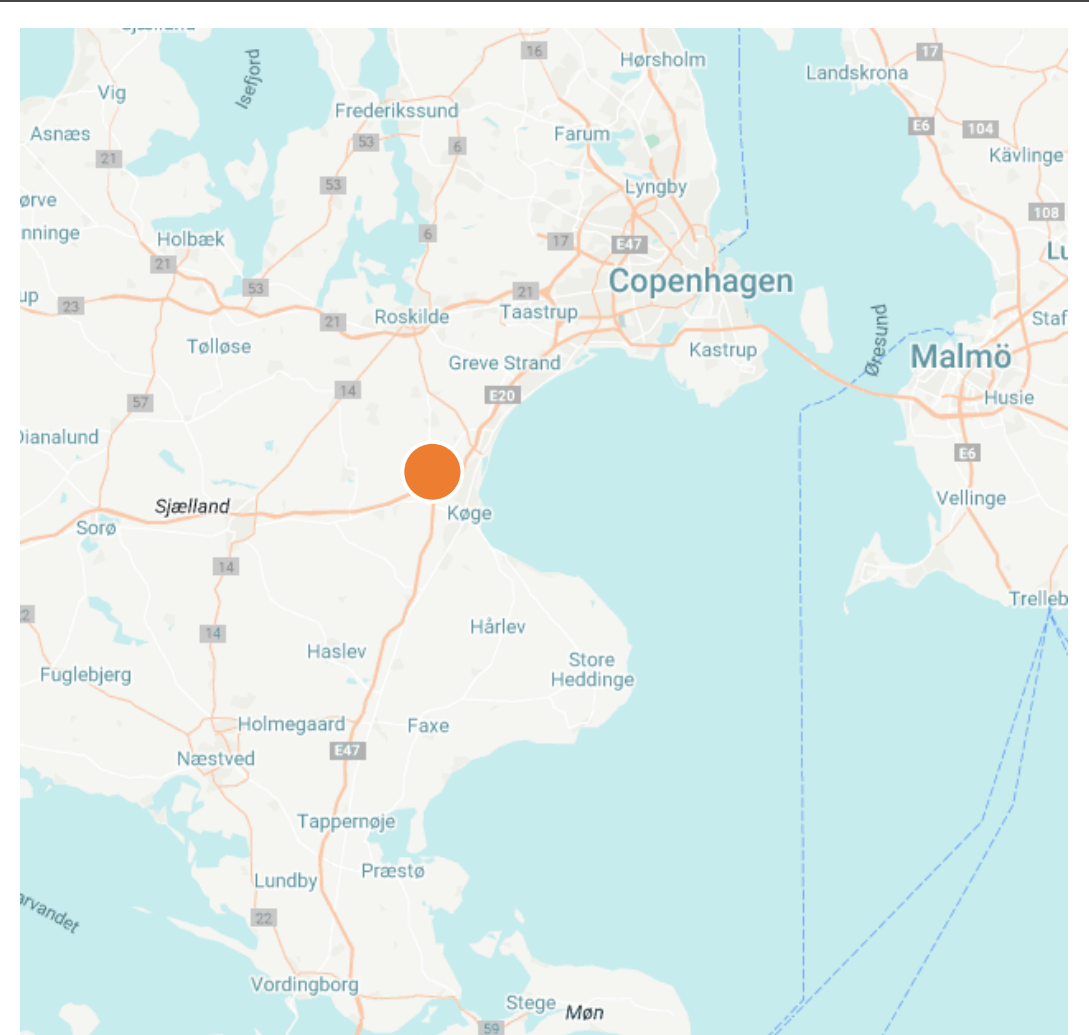 16
Hørsholm
17
Landskrona
Vig
Isefjord
Frederikssund
E6
104
Asnæs
Farum
53
6
Kävlinge
21
53
Lyngby
ørve
108
nninge
Holbæk
6
17
E47
Lu
21
53
Copenhagen
up
23
21
Roskilde
Taastrup
21
Øresund
Staf
Tølløse
Greve Strand
Kastrup
Malmö
14
E20
Husie
57
Dianalund
E6
Sjælland
Køge
Vellinge
Sorø
14
Trelleb
2
14
Hårlev
Haslev
Store
Heddinge
Fuglebjerg
Holmegaard
Faxe
E47
Næstved
Tappernøje
Præstø
Lundby
arvandet
22
Vordingborg
Stege
Møn
59